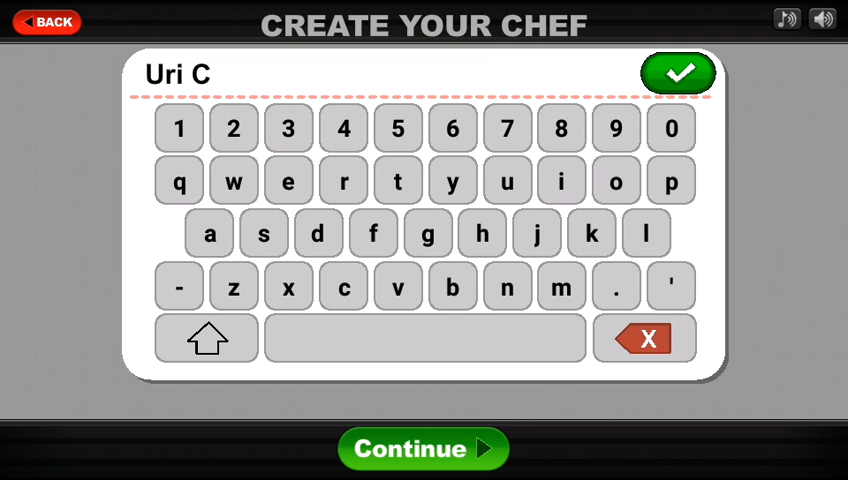 BACK
CREATE YOUR CHEF
Uri C
1 2 3 4 5 6 7 8 9 0
q w e r t y u i o p
a s d f g h j k l
- z x c v b n m . '
X
Continue